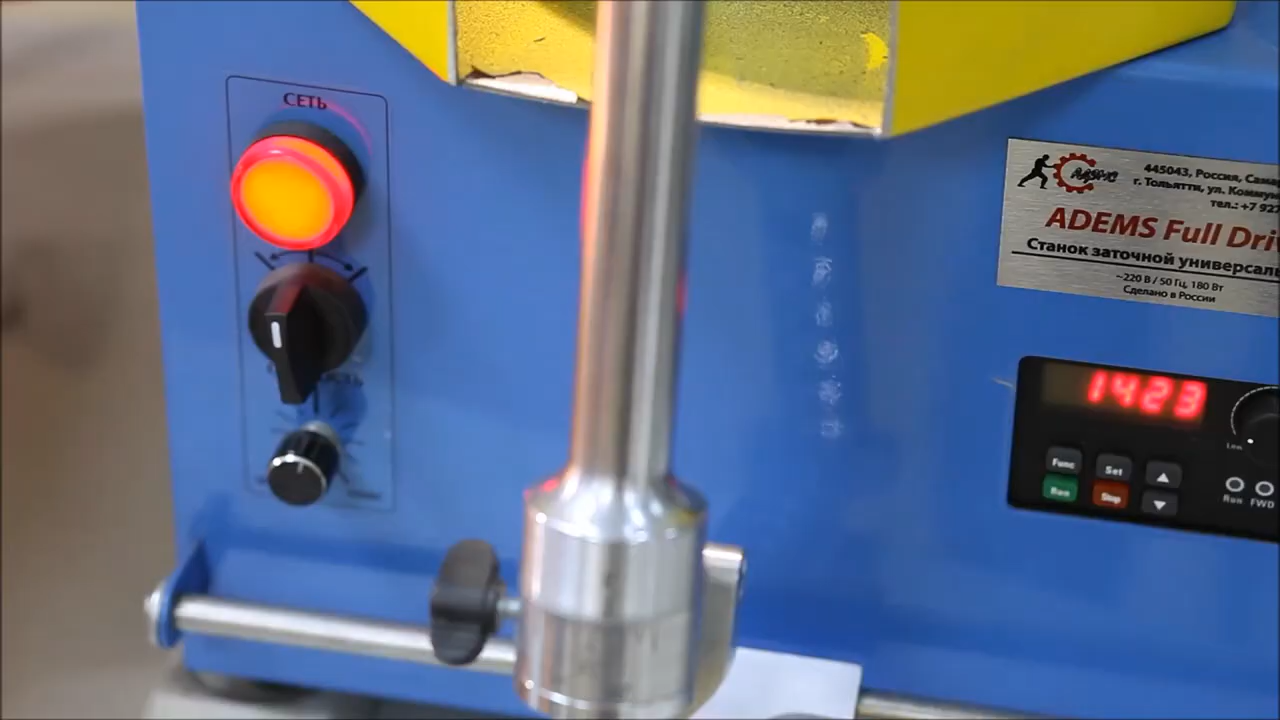 СЕТЬ
445043, Россия, Сама
г. Тольятти, ул. Комму
тел.: +7 927
ADEMS Full Dri
Станок заточной универсаль
~220 В / 50 Гц, 180 Вт
Сделано в России
1423
Func Set
Run Stop
Run FWD